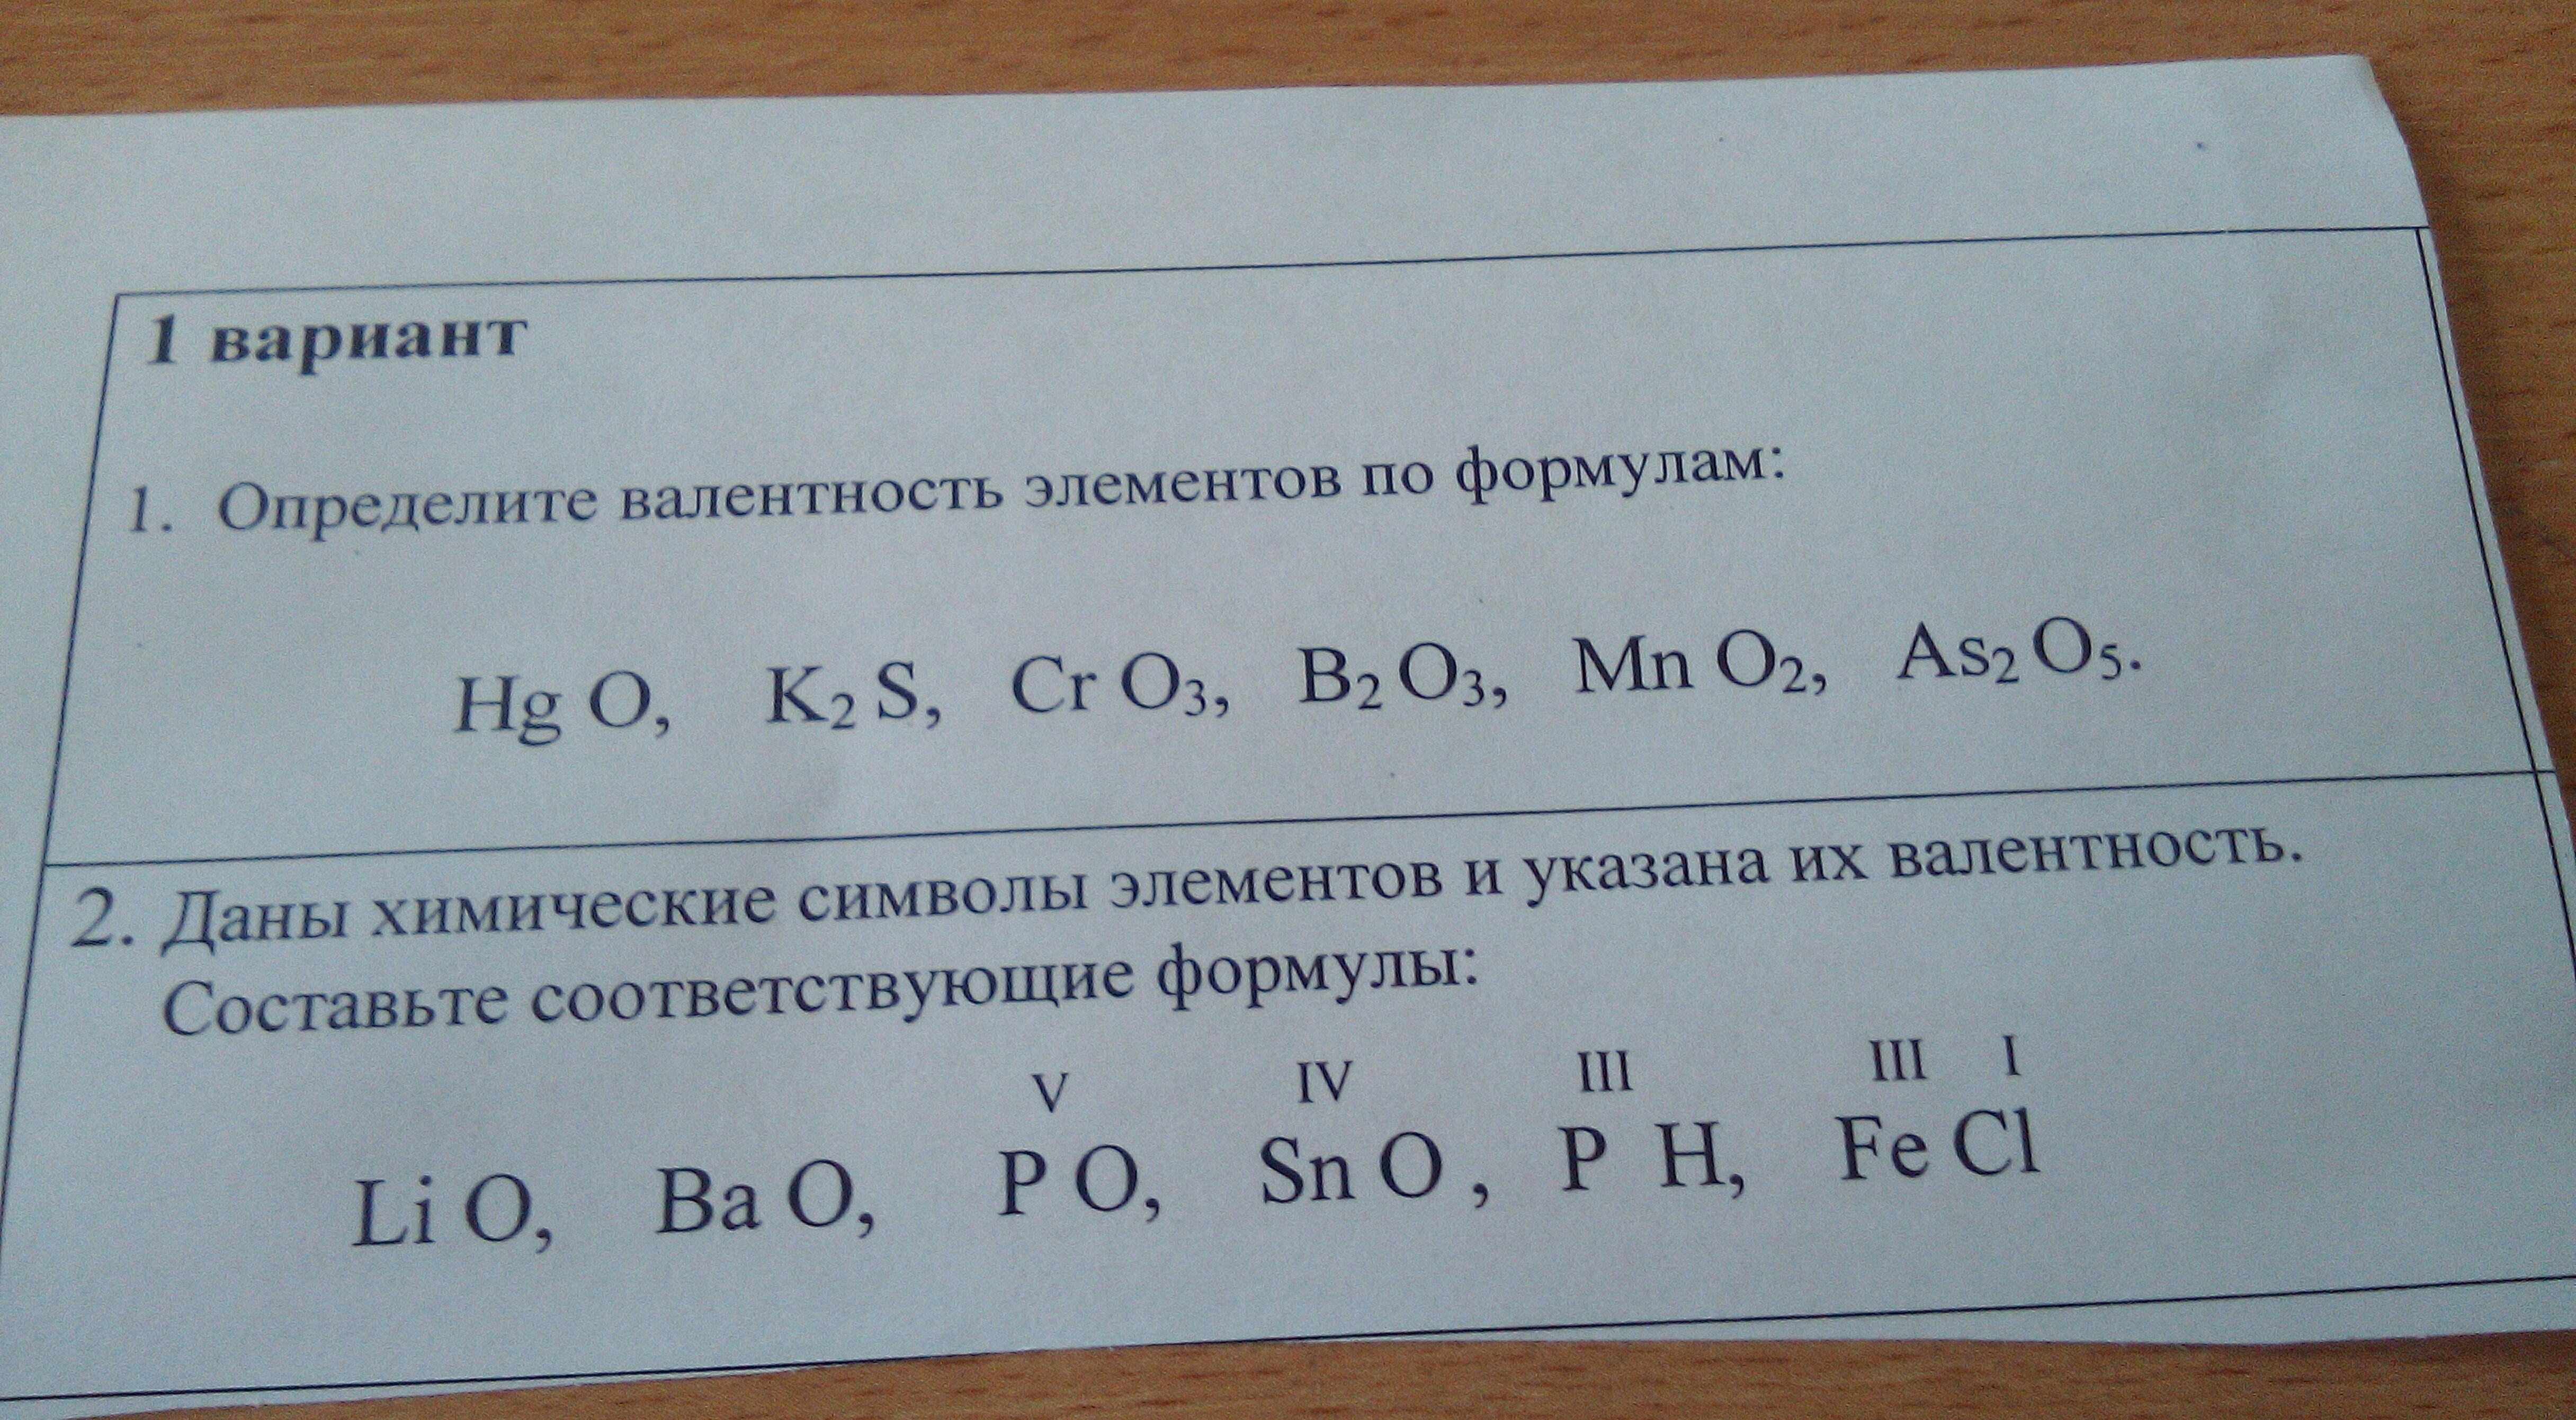 1 вариант
1. Определите валентность элементов по формулам:
Hg O, K₂ S, Cr O₃, B₂ O₃, Mn O₂, As₂ O₅.
2. Даны химические символы элементов и указана их валентность.
Составьте соответствующие формулы:
V IV III III I
Li O, Ba O, P O, Sn O , P H, Fe Cl